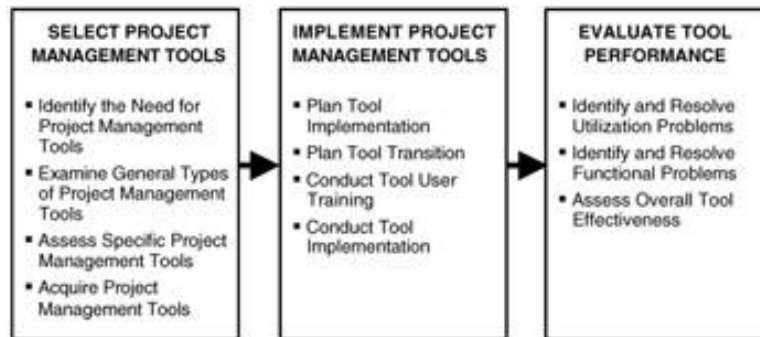 SELECT PROJECT
MANAGEMENT TOOLS
▪ Identify the Need for
Project Management
Tools
▪ Examine General Types
of Project Management
Tools
▪ Assess Specific Project
Management Tools
▪ Acquire Project
Management Tools
IMPLEMENT PROJECT
MANAGEMENT TOOLS
▪ Plan Tool
Implementation
▪ Plan Tool Transition
▪ Conduct Tool User
Training
▪ Conduct Tool
Implementation
EVALUATE TOOL
PERFORMANCE
▪ Identify and Resolve
Utilization Problems
▪ Identify and Resolve
Functional Problems
▪ Assess Overall Tool
Effectiveness